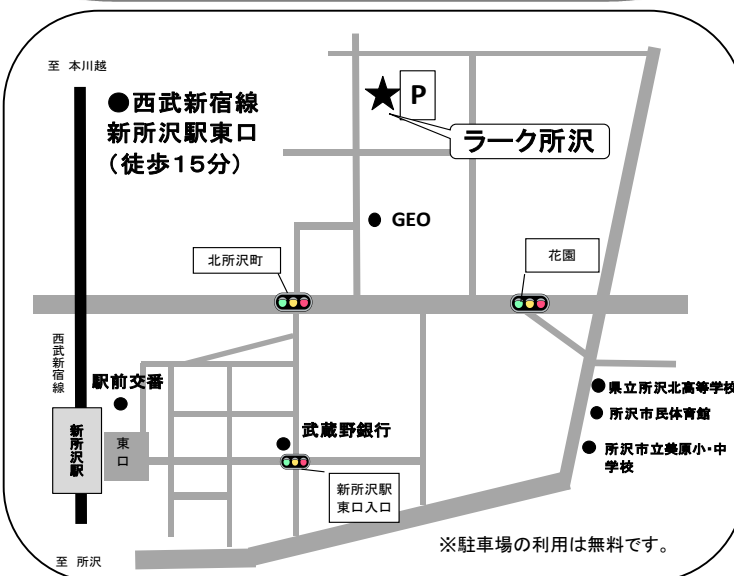 至 本川越
●西武新宿線
新所沢駅東口
（徒歩15分）
P
ラーク所沢
GEO
北所沢町
花園
西武新宿線
駅前交番
新所沢駅
東口
武蔵野銀行
新所沢駅
東口入口
県立所沢北高等学校
所沢市民体育館
所沢市立美原小・中
学校
至 所沢
※駐車場の利用は無料です。